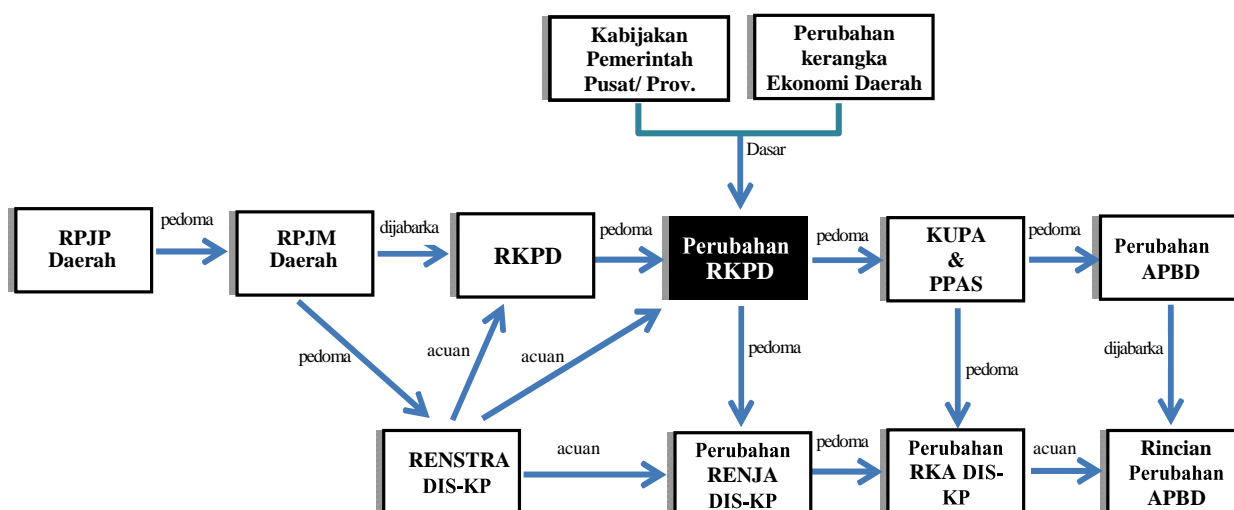 Kabijakan
Pemerintah
Pusat/ Prov.
Perubahan
kerangka
Ekonomi Daerah
Dasar
RPJP
Daerah
pedoma
RPJM
Daerah
dijabarka
RKPD
pedoma
Perubahan
RKPD
pedoma
KUPA
&
PPAS
pedoma
Perubahan
APBD
pedoma
acuan
acuan
pedoma
pedoma
dijabarka
RENSTRA
DIS-KP
acuan
Perubahan
RENJA
DIS-KP
pedoma
Perubahan
RKA DIS-
KP
acuan
Rincian
Perubahan
APBD